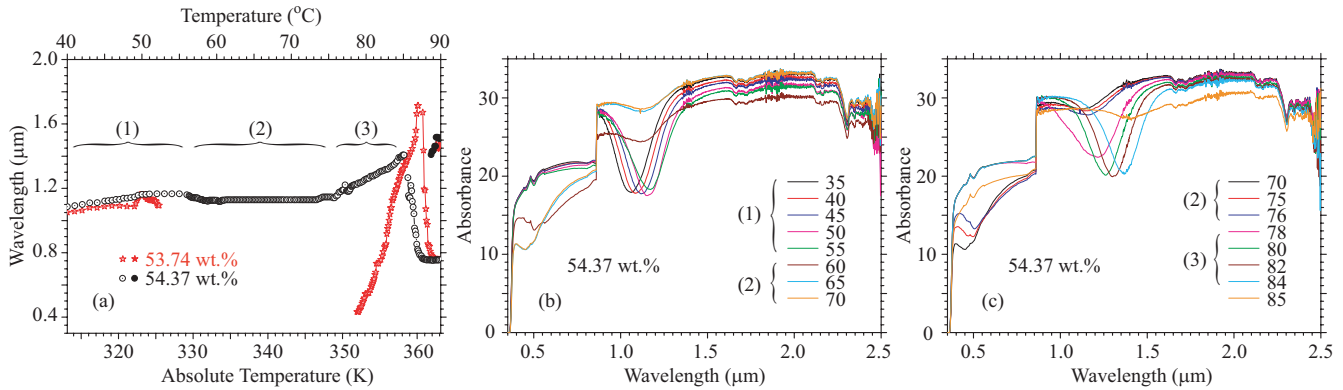 Temperature (°C)
40 50 60 70 80 90
2.0
1.6
1.2
0.8
0.4
Wavelength (μm)
(1)
(2)
(3)
53.74 wt.%
54.37 wt.%
(a)
320 330 340 350 360
Absolute Temperature (K)
30
20
10
0
Absorbance
(1)
35
40
45
50
55
(2)
60
65
70
54.37 wt.%
(b)
0.5 1.0 1.5 2.0 2.5
Wavelength (μm)
30
20
10
0
Absorbance
(2)
70
75
76
(3)
78
80
82
84
85
54.37 wt.%
(c)
0.5 1.0 1.5 2.0 2.5
Wavelength (μm)